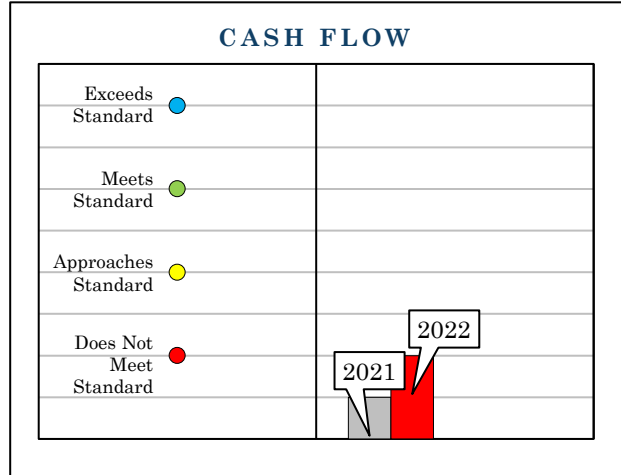 CASH FLOW
Exceeds
Standard
Meets
Standard
Approaches
Standard
Does Not
Meet
Standard
2022
2021